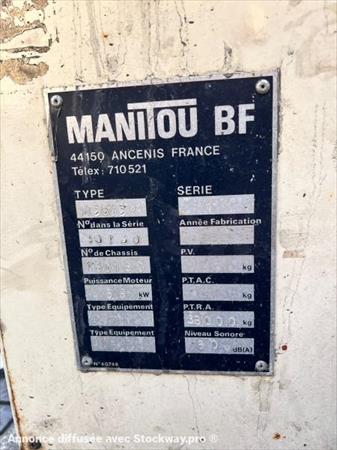 MANITOU BF
44150 ANCENIS FRANCE
Télex: 710521
TYPE SERIE
N° dans la Série Année Fabrication
N° de Chassis P.V.
kg
Puissance Moteur P.T.A.C.
kW kg
Type Equipement P.T.R.A.
kg
Type Equipement Niveau Sonore
dB(A)
N° 60768
Annonce diffusée avec Stockway.pro ®